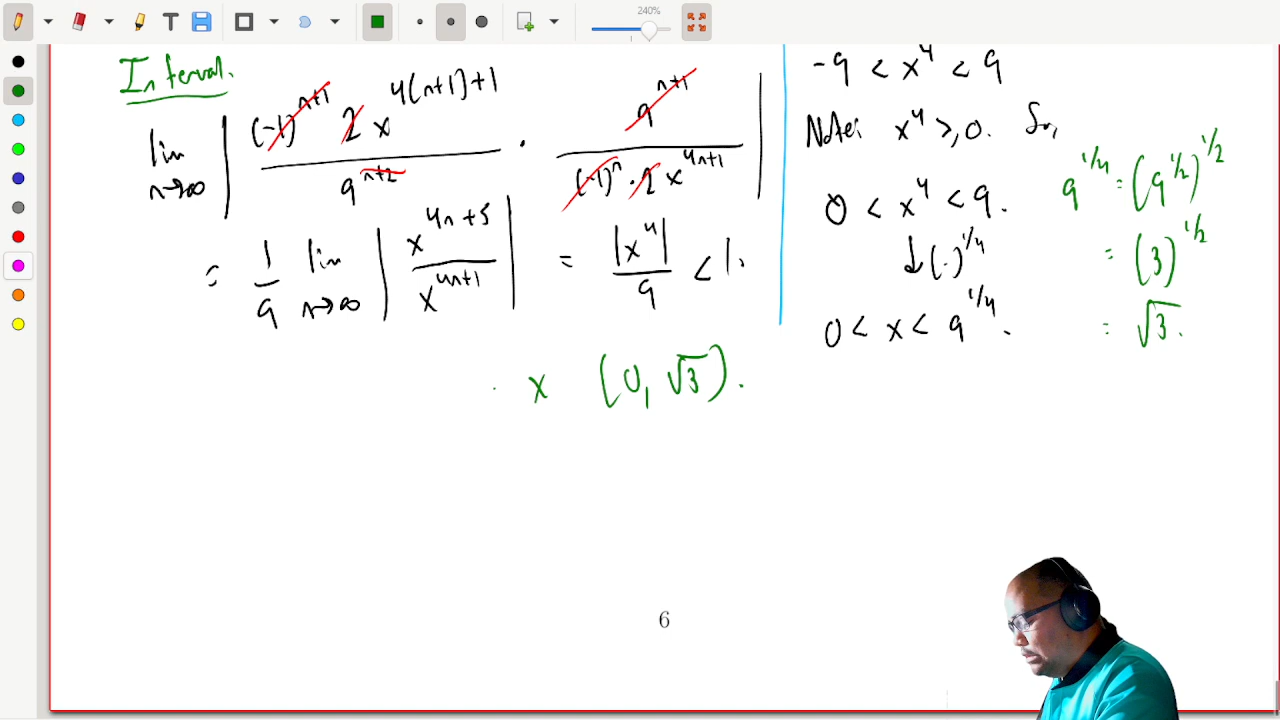 240%
Interval.
lim n→∞ | (-1)^{n+1} 2 x^{4(n+1)+1} / 9^{n+2} · 9^{n+1} / (-1)^n · 2 x^{4n+1} |
= 1/9 lim n→∞ | x^{4n+5} / x^{4n+1} | = |x^4| / 9 < 1.
x (0, √3).
-9 < x^4 < 9
Note: x^4 ≥ 0. So,
0 < x^4 < 9.
↓ (·)^{1/4}
0 < x < 9^{1/4}.
9^{1/4} = (9^{1/2})^{1/2}
= (3)^{1/2}
= √3.
6